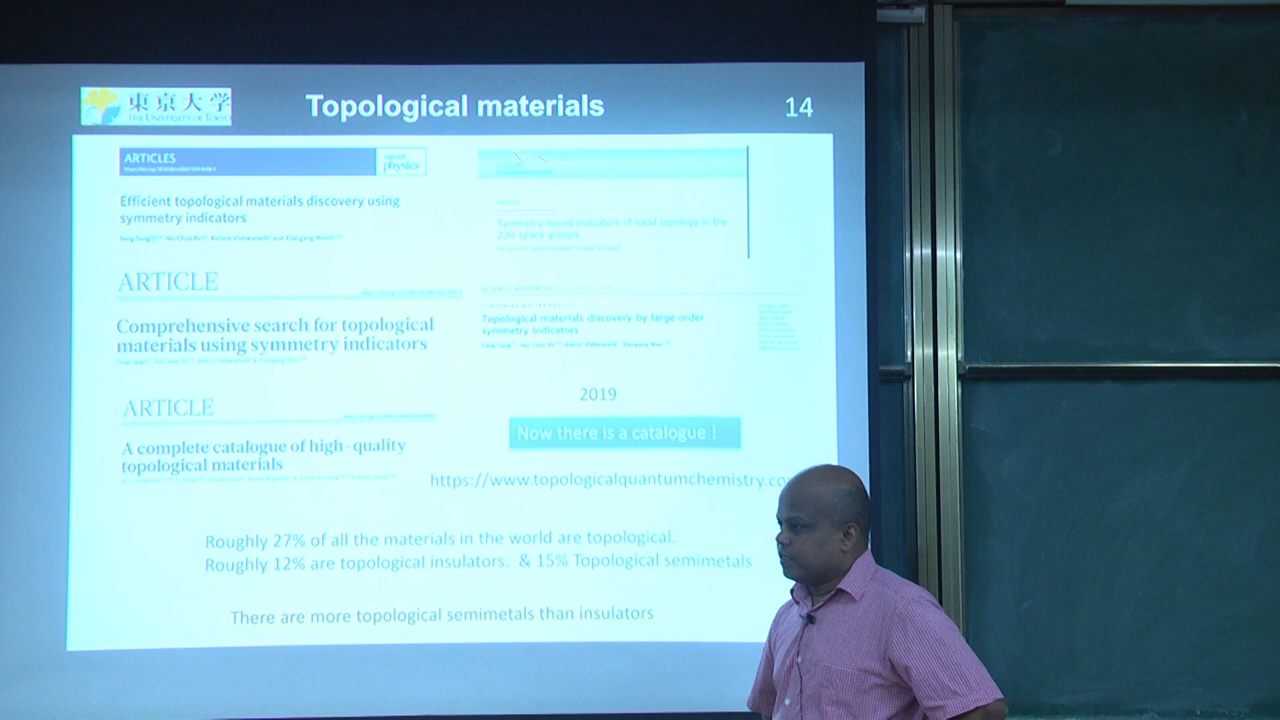 東京大学
THE UNIVERSITY OF TOKYO
Topological materials
14
ARTICLES
nature
physics
Efficient topological materials discovery using
symmetry indicators
ARTICLE
Symmetry-based indicators of band topology in the
230 space groups
ARTICLE
Comprehensive search for topological
materials using symmetry indicators
Topological materials discovery by large-order
symmetry indicators
ARTICLE
A complete catalogue of high-quality
topological materials
2019
Now there is a catalogue !
https://www.topologicalquantumchemistry.co
Roughly 27% of all the materials in the world are topological.
Roughly 12% are topological insulators. & 15% Topological semimetals
There are more topological semimetals than insulators